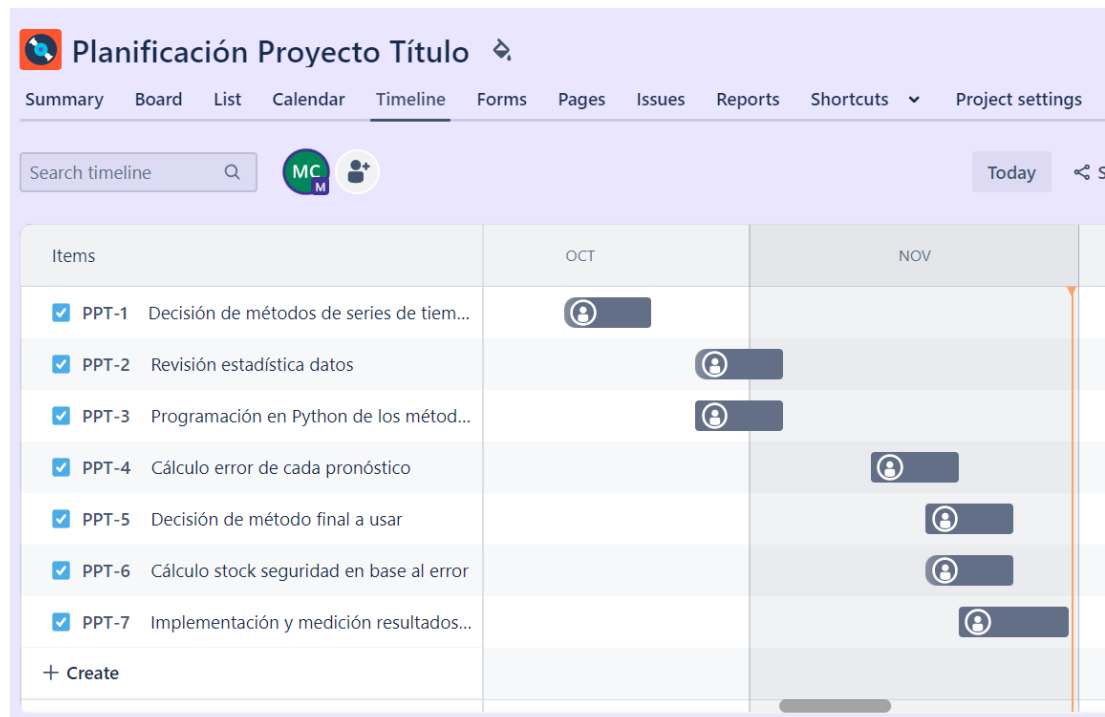 Planificación Proyecto Título
Summary Board List Calendar Timeline Forms Pages Issues Reports Shortcuts Project settings
Search timeline MC M Today S
Items OCT NOV
PPT-1 Decisión de métodos de series de tiem...
PPT-2 Revisión estadística datos
PPT-3 Programación en Python de los métod...
PPT-4 Cálculo error de cada pronóstico
PPT-5 Decisión de método final a usar
PPT-6 Cálculo stock seguridad en base al error
PPT-7 Implementación y medición resultados...
+ Create